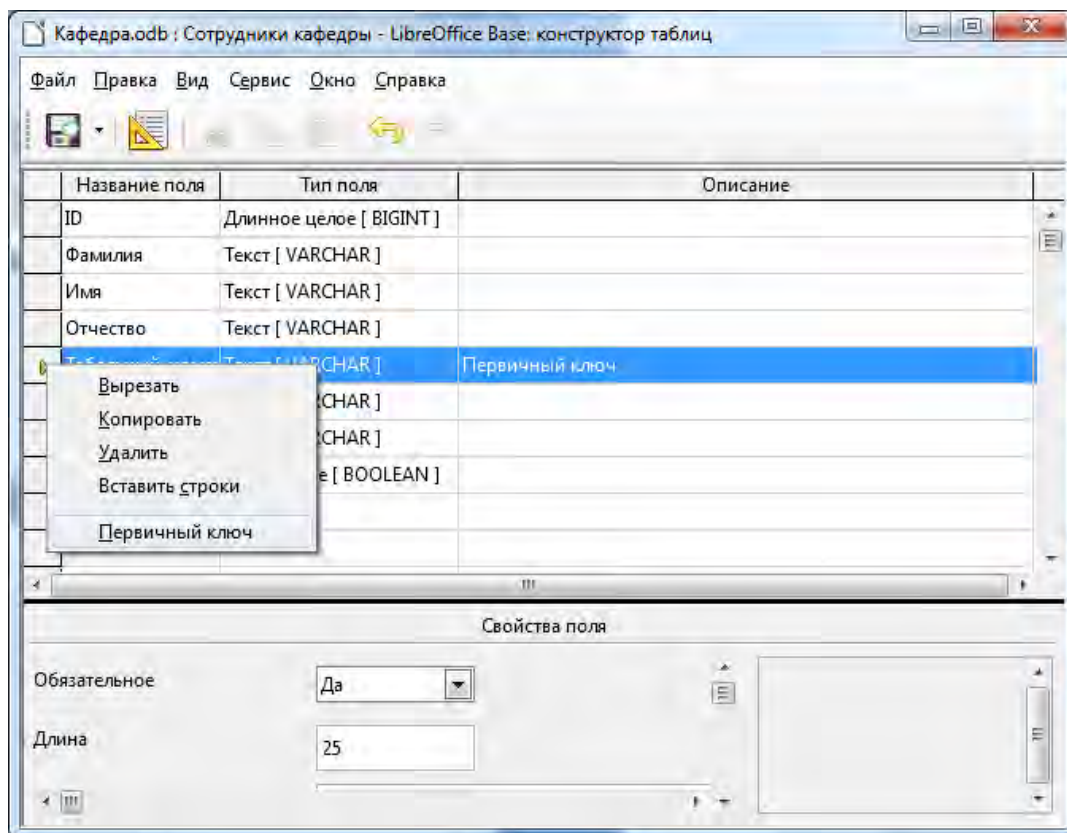 Кафедра.odb : Сотрудники кафедры - LibreOffice Base: конструктор таблиц
Файл Правка Вид Сервис Окно Справка
Название поля Тип поля Описание
ID Длинное целое [ BIGINT ]
Фамилия Текст [ VARCHAR ]
Имя Текст [ VARCHAR ]
Отчество Текст [ VARCHAR ]
CHAR ] Первичный ключ
Вырезать
CHAR ]
Копировать
CHAR ]
Удалить
е [ BOOLEAN ]
Вставить строки
Первичный ключ
Свойства поля
Обязательное Да
Длина 25